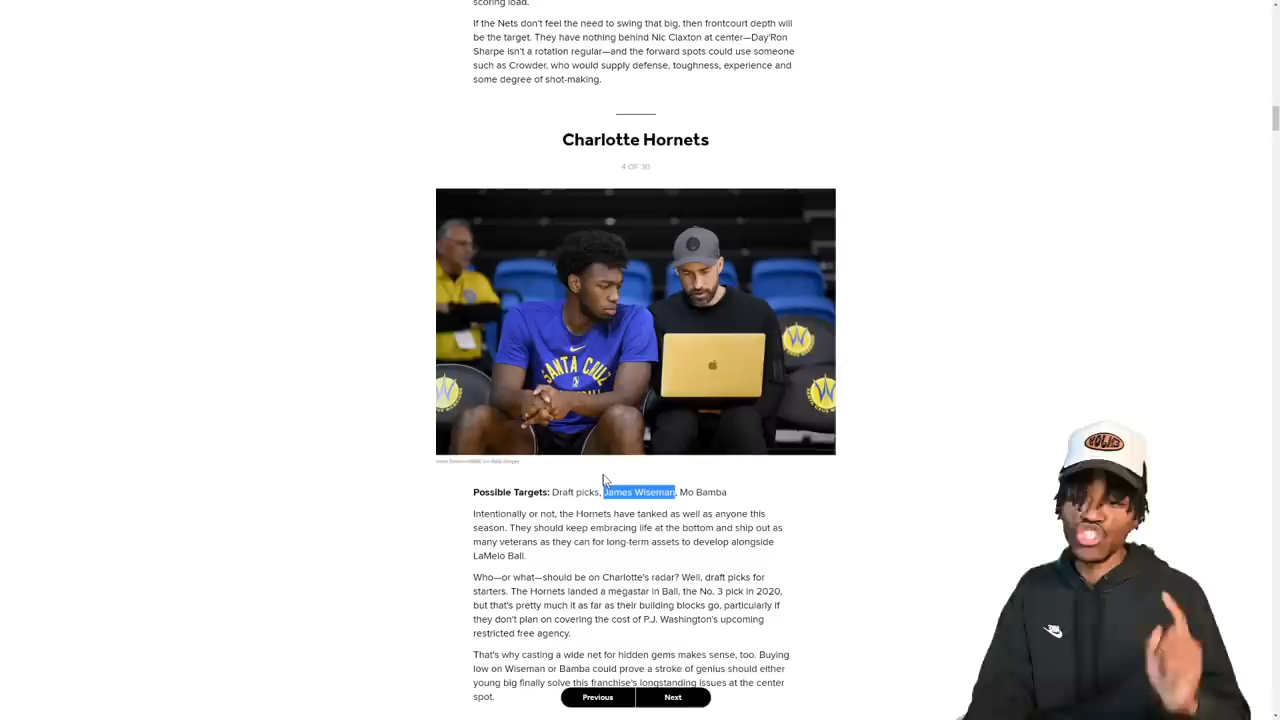 scoring load.
If the Nets don't feel the need to swing that big, then frontcourt depth will
be the target. They have nothing behind Nic Claxton at center—Day'Ron
Sharpe isn't a rotation regular—and the forward spots could use someone
such as Crowder, who would supply defense, toughness, experience and
some degree of shot-making.
Charlotte Hornets
4 OF 30
SANTA CRUZ
Possible Targets: Draft picks, James Wiseman, Mo Bamba
Intentionally or not, the Hornets have tanked as well as anyone this
season. They should keep embracing life at the bottom and ship out as
many veterans as they can for long-term assets to develop alongside
LaMelo Ball.
Who—or what—should be on Charlotte's radar? Well, draft picks for
starters. The Hornets landed a megastar in Ball, the No. 3 pick in 2020,
but that's pretty much it as far as their building blocks go, particularly if
they don't plan on covering the cost of P.J. Washington's upcoming
restricted free agency.
That's why casting a wide net for hidden gems makes sense, too. Buying
low on Wiseman or Bamba could prove a stroke of genius should either
young big finally solve this franchise's longstanding issues at the center
spot.
Previous
Next